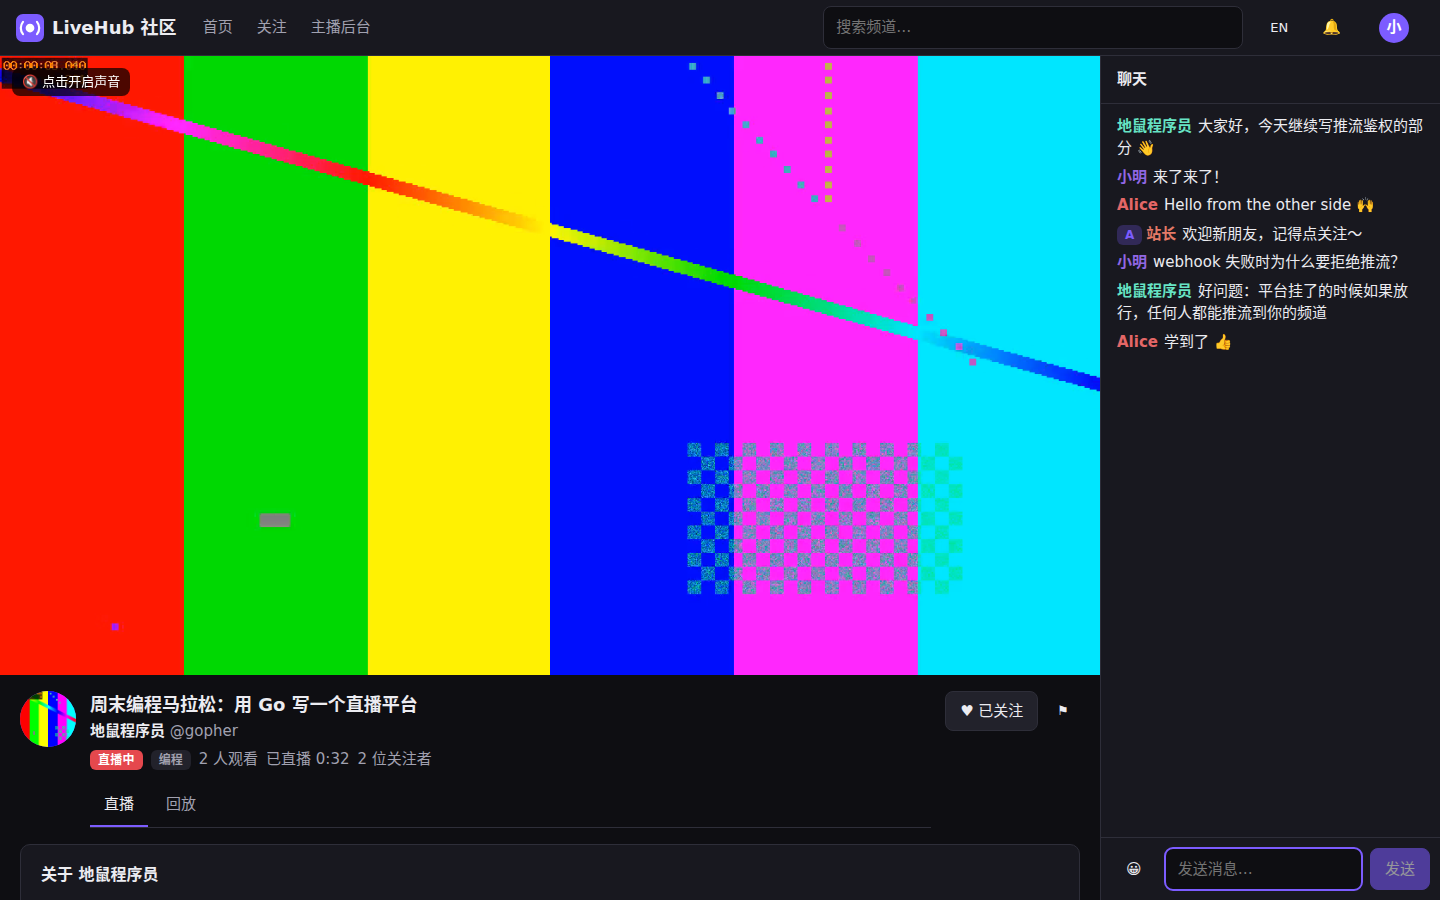 LiveHub 社区
首页
关注
主播后台
搜索频道...
EN
小
00:00:08.040
点击开启声音
聊天
地鼠程序员 大家好，今天继续写推流鉴权的部
分 👋
小明 来了来了！
Alice Hello from the other side 🙌
A 站长 欢迎新朋友，记得点关注～
小明 webhook 失败时为什么要拒绝推流？
地鼠程序员 好问题：平台挂了的时候如果放
行，任何人都能推流到你的频道
Alice 学到了 👍
周末编程马拉松：用 Go 写一个直播平台
地鼠程序员 @gopher
直播中 编程 2 人观看 已直播 0:32 2 位关注者
♥ 已关注
直播
回放
关于 地鼠程序员
发送消息...
发送